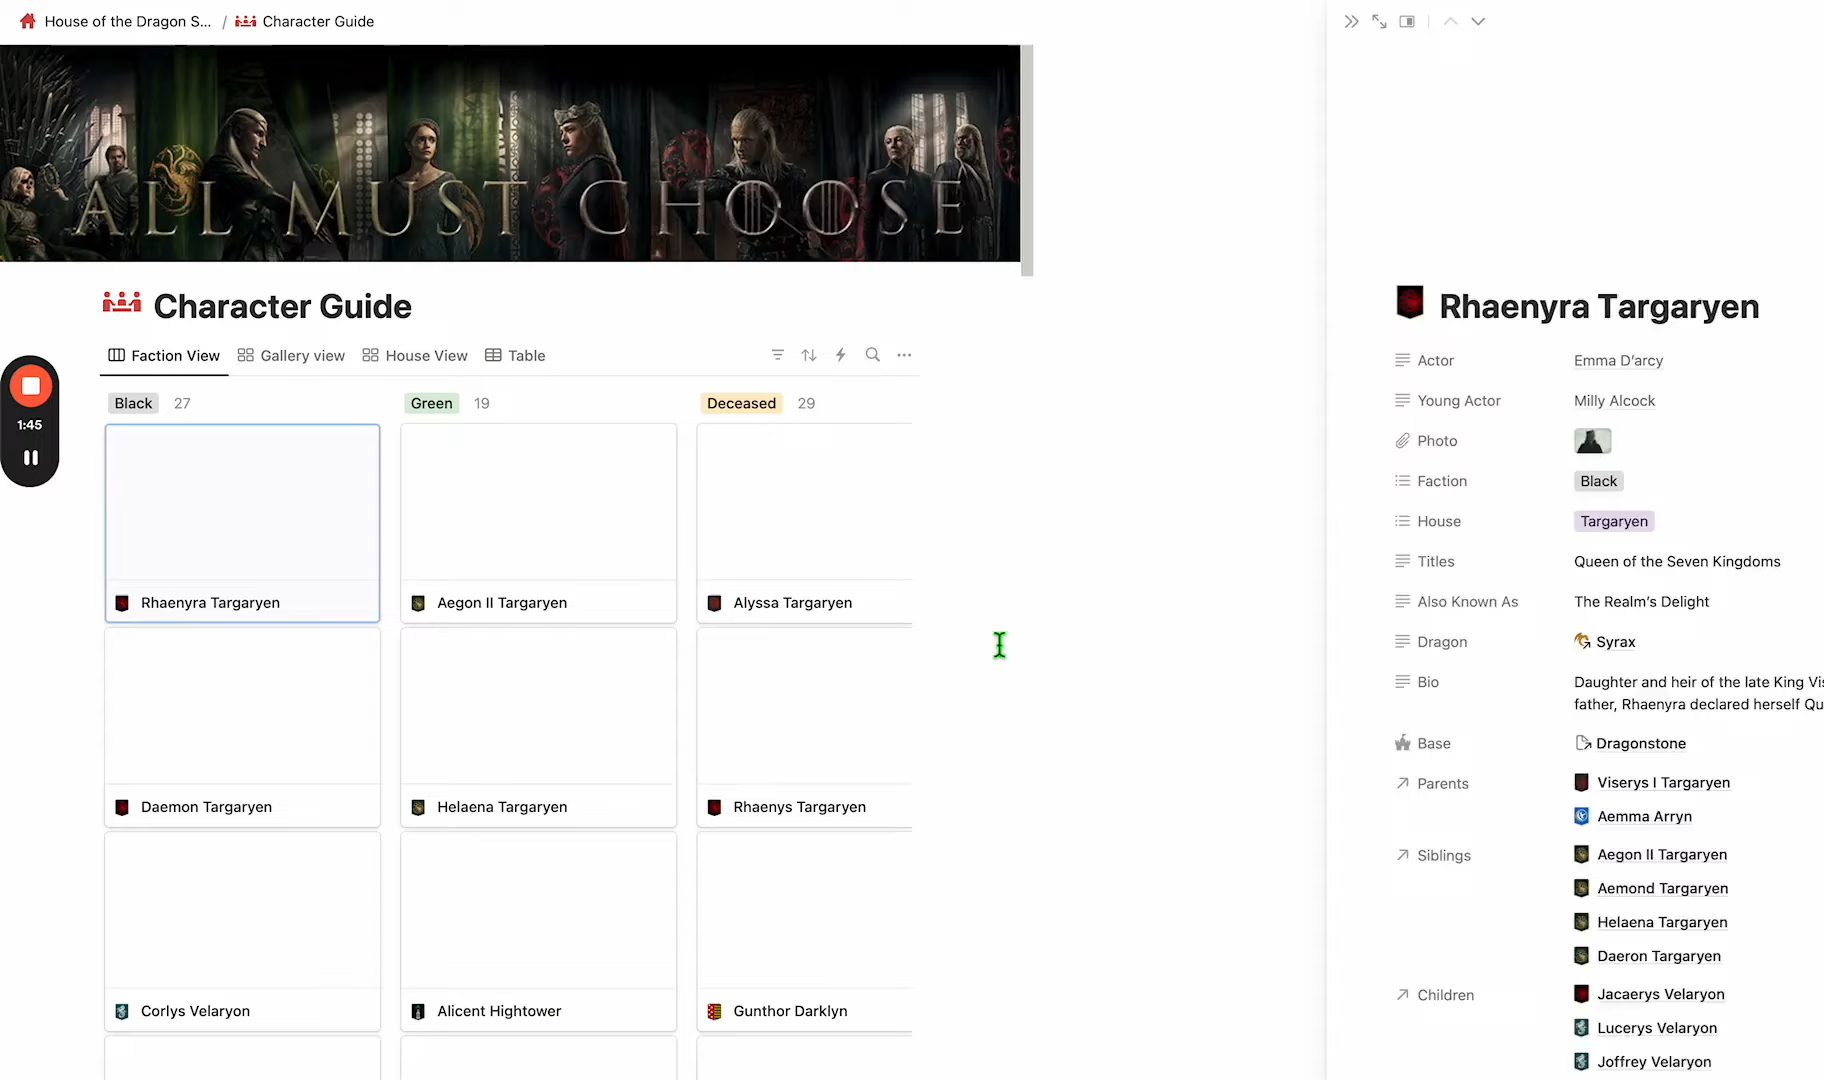 House of the Dragon S... / Character Guide
ALL MUST CHOOSE
Character Guide
Faction View Gallery view House View Table
Black 27
Green 19
Deceased 29
Rhaenyra Targaryen
Aegon II Targaryen
Alyssa Targaryen
Daemon Targaryen
Helaena Targaryen
Rhaenys Targaryen
Corlys Velaryon
Alicent Hightower
Gunthor Darklyn
1:45
Rhaenyra Targaryen
Actor Emma D'arcy
Young Actor Milly Alcock
Photo
Faction Black
House Targaryen
Titles Queen of the Seven Kingdoms
Also Known As The Realm's Delight
Dragon Syrax
Bio Daughter and heir of the late King Vis
father, Rhaenyra declared herself Qu
Base Dragonstone
Parents Viserys I Targaryen
Aemma Arryn
Siblings Aegon II Targaryen
Aemond Targaryen
Helaena Targaryen
Daeron Targaryen
Children Jacaerys Velaryon
Lucerys Velaryon
Joffrey Velaryon